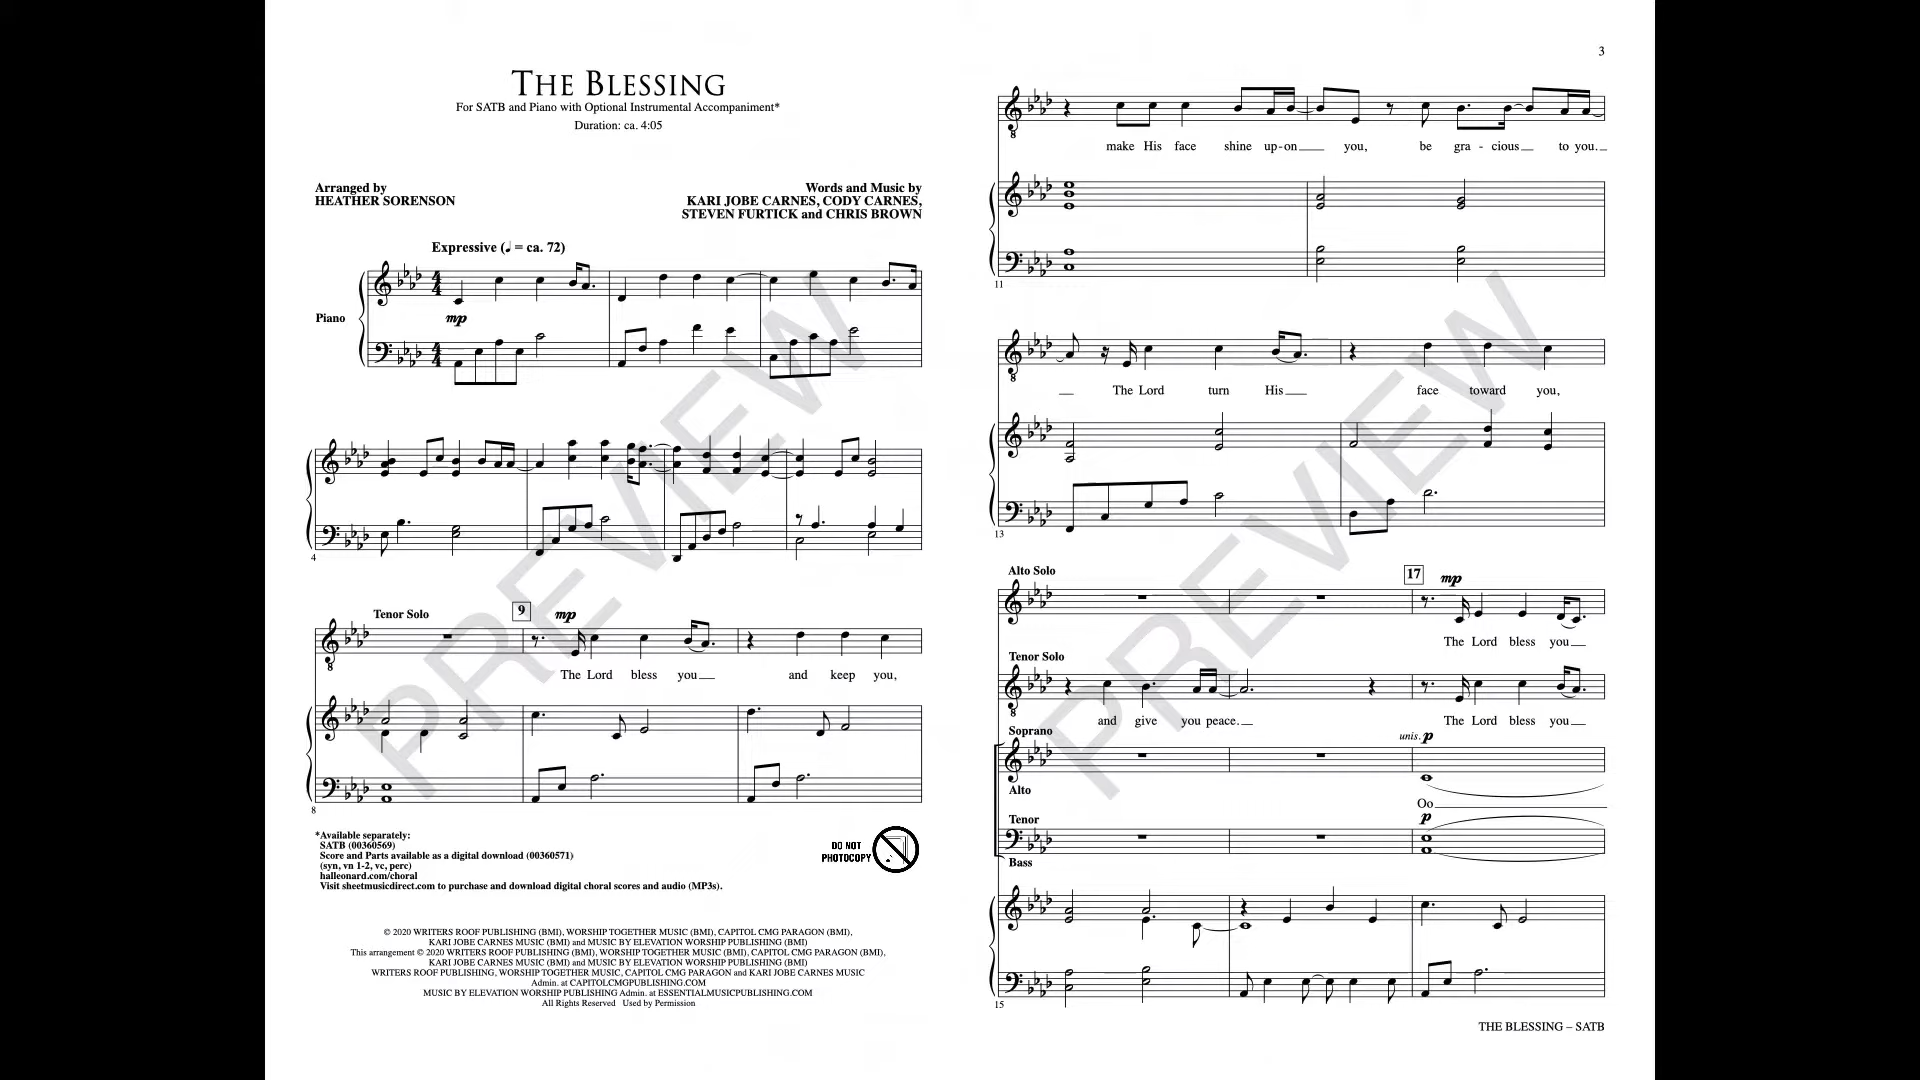 THE BLESSING
For SATB and Piano with Optional Instrumental Accompaniment*
Duration: ca. 4:05
Arranged by
HEATHER SORENSON
Words and Music by
KARI JOBE CARNES, CODY CARNES,
STEVEN FURTICK and CHRIS BROWN
Expressive (♩ = ca. 72)
Piano
mp
4
Tenor Solo
9
mp
The Lord bless you and keep you,
8
*Available separately:
SATB (00360569)
Score and Parts available as a digital download (00360571)
(syn, vn 1-2, vc, perc)
halleonard.com/choral
Visit sheetmusicdirect.com to purchase and download digital choral scores and audio (MP3s).
DO NOT
PHOTOCOPY
© 2020 WRITERS ROOF PUBLISHING (BMI), WORSHIP TOGETHER MUSIC (BMI), CAPITOL CMG PARAGON (BMI),
KARI JOBE CARNES MUSIC (BMI) and MUSIC BY ELEVATION WORSHIP PUBLISHING (BMI)
This arrangement © 2020 WRITERS ROOF PUBLISHING (BMI), WORSHIP TOGETHER MUSIC (BMI), CAPITOL CMG PARAGON (BMI),
KARI JOBE CARNES MUSIC (BMI) and MUSIC BY ELEVATION WORSHIP PUBLISHING (BMI)
WRITERS ROOF PUBLISHING, WORSHIP TOGETHER MUSIC, CAPITOL CMG PARAGON and KARI JOBE CARNES MUSIC
Admin. at CAPITOLCMGPUBLISHING.COM
MUSIC BY ELEVATION WORSHIP PUBLISHING Admin. at ESSENTIALMUSICPUBLISHING.COM
All Rights Reserved Used by Permission
PREVIEW
3
make His face shine up-on you, be gra - cious to you.
11
The Lord turn His face toward you,
13
Alto Solo
17
mp
The Lord bless you
Tenor Solo
and give you peace. The Lord bless you
Soprano
unis. p
Alto
Oo
Tenor
p
Bass
15
THE BLESSING – SATB
PREVIEW